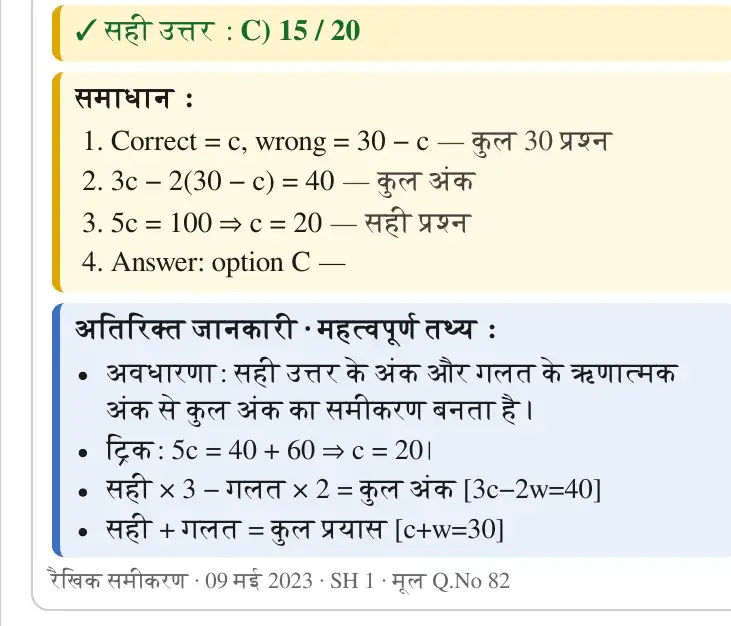 ✓ सही उत्तर : C) 15 / 20
समाधान :
1. Correct = c, wrong = 30 − c — कुल 30 प्रश्न
2. 3c − 2(30 − c) = 40 — कुल अंक
3. 5c = 100 ⇒ c = 20 — सही प्रश्न
4. Answer: option C —
अतिरिक्त जानकारी · महत्वपूर्ण तथ्य :
• अवधारणा : सही उत्तर के अंक और गलत के ऋणात्मक
अंक से कुल अंक का समीकरण बनता है।
• ट्रिक : 5c = 40 + 60 ⇒ c = 20।
• सही × 3 − गलत × 2 = कुल अंक [3c−2w=40]
• सही + गलत = कुल प्रयास [c+w=30]
रैखिक समीकरण · 09 मई 2023 · SH 1 · मूल Q.No 82